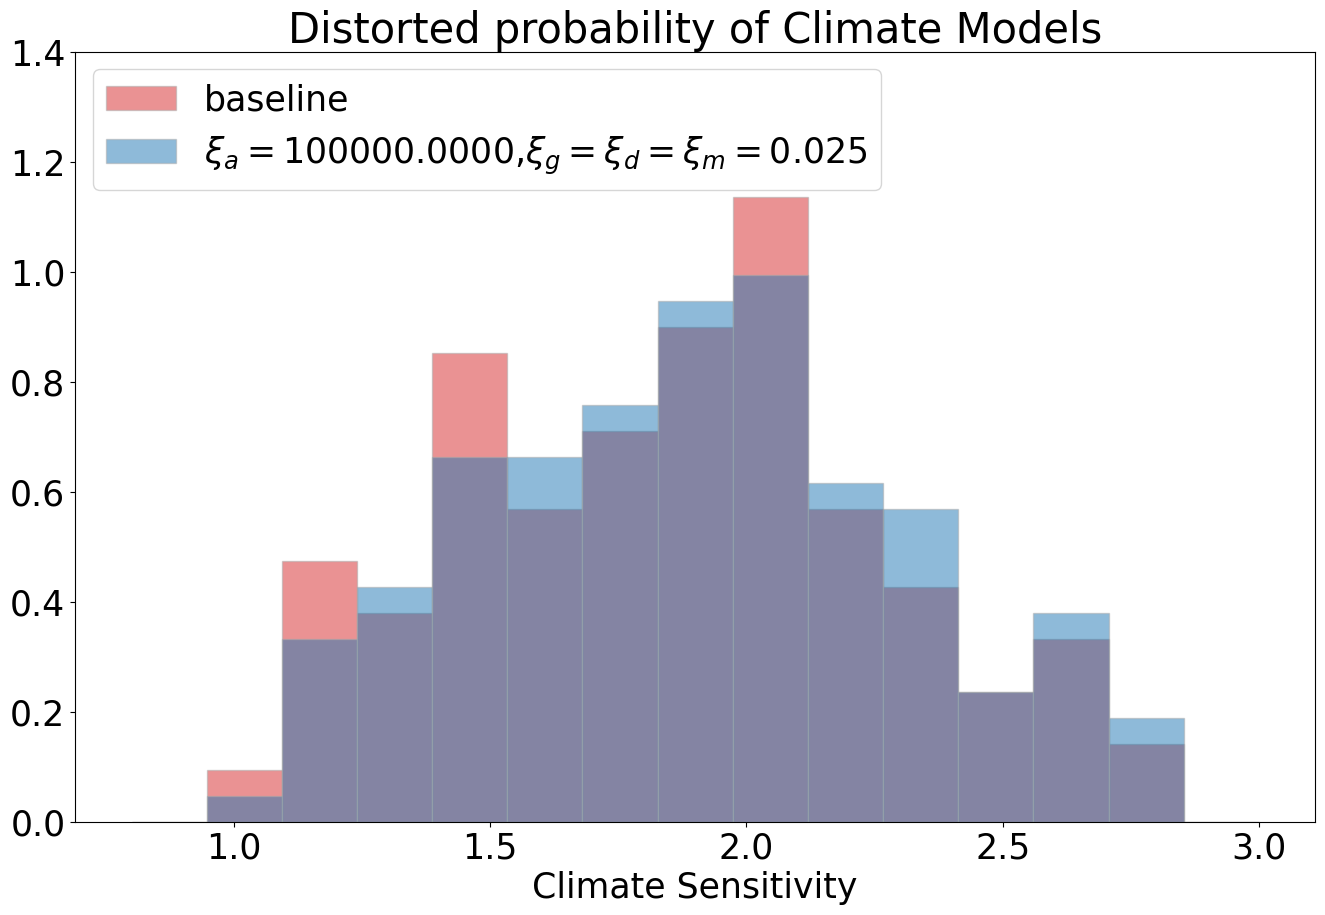 Distorted probability of Climate Models
1.4
baseline
ξₐ = 100000.0000,ξ_g = ξ_d = ξₘ = 0.025
1.2
1.0
0.8
0.6
0.4
0.2
0.0
1.0 1.5 2.0 2.5 3.0
Climate Sensitivity